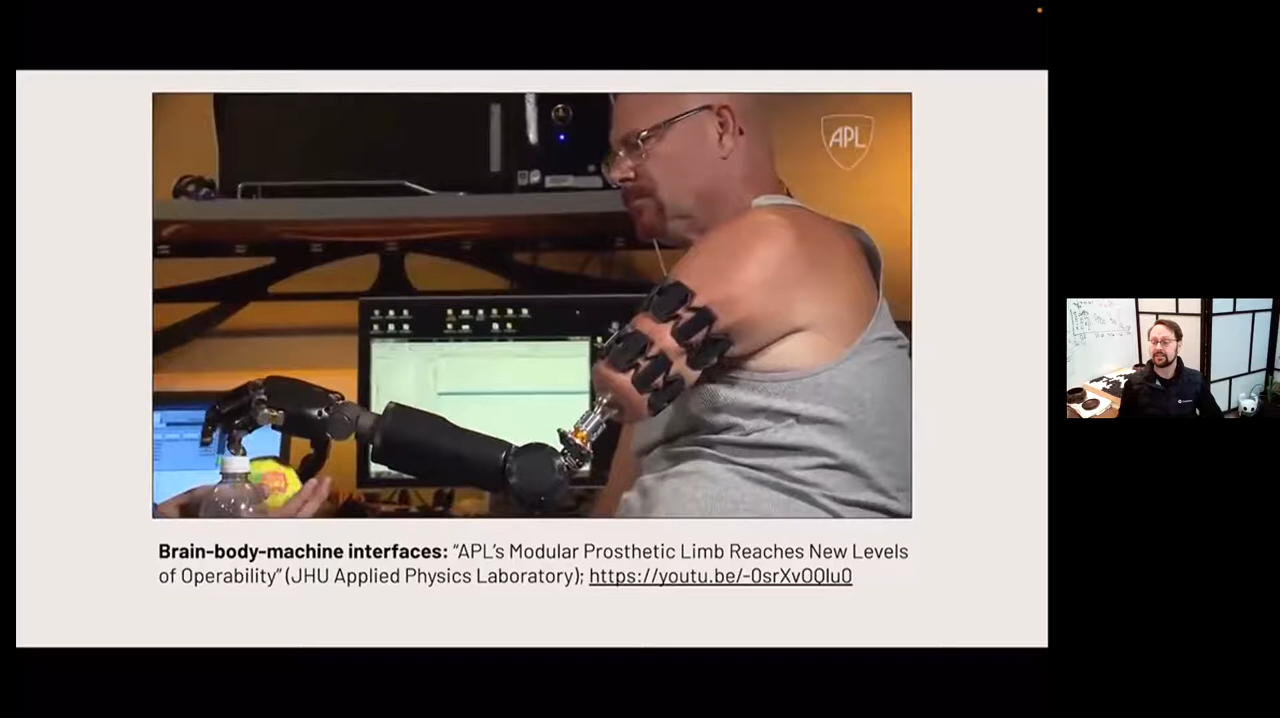 APL
Brain-body-machine interfaces: “APL’s Modular Prosthetic Limb Reaches New Levels
of Operability” (JHU Applied Physics Laboratory); https://youtu.be/-0srXvOQlu0